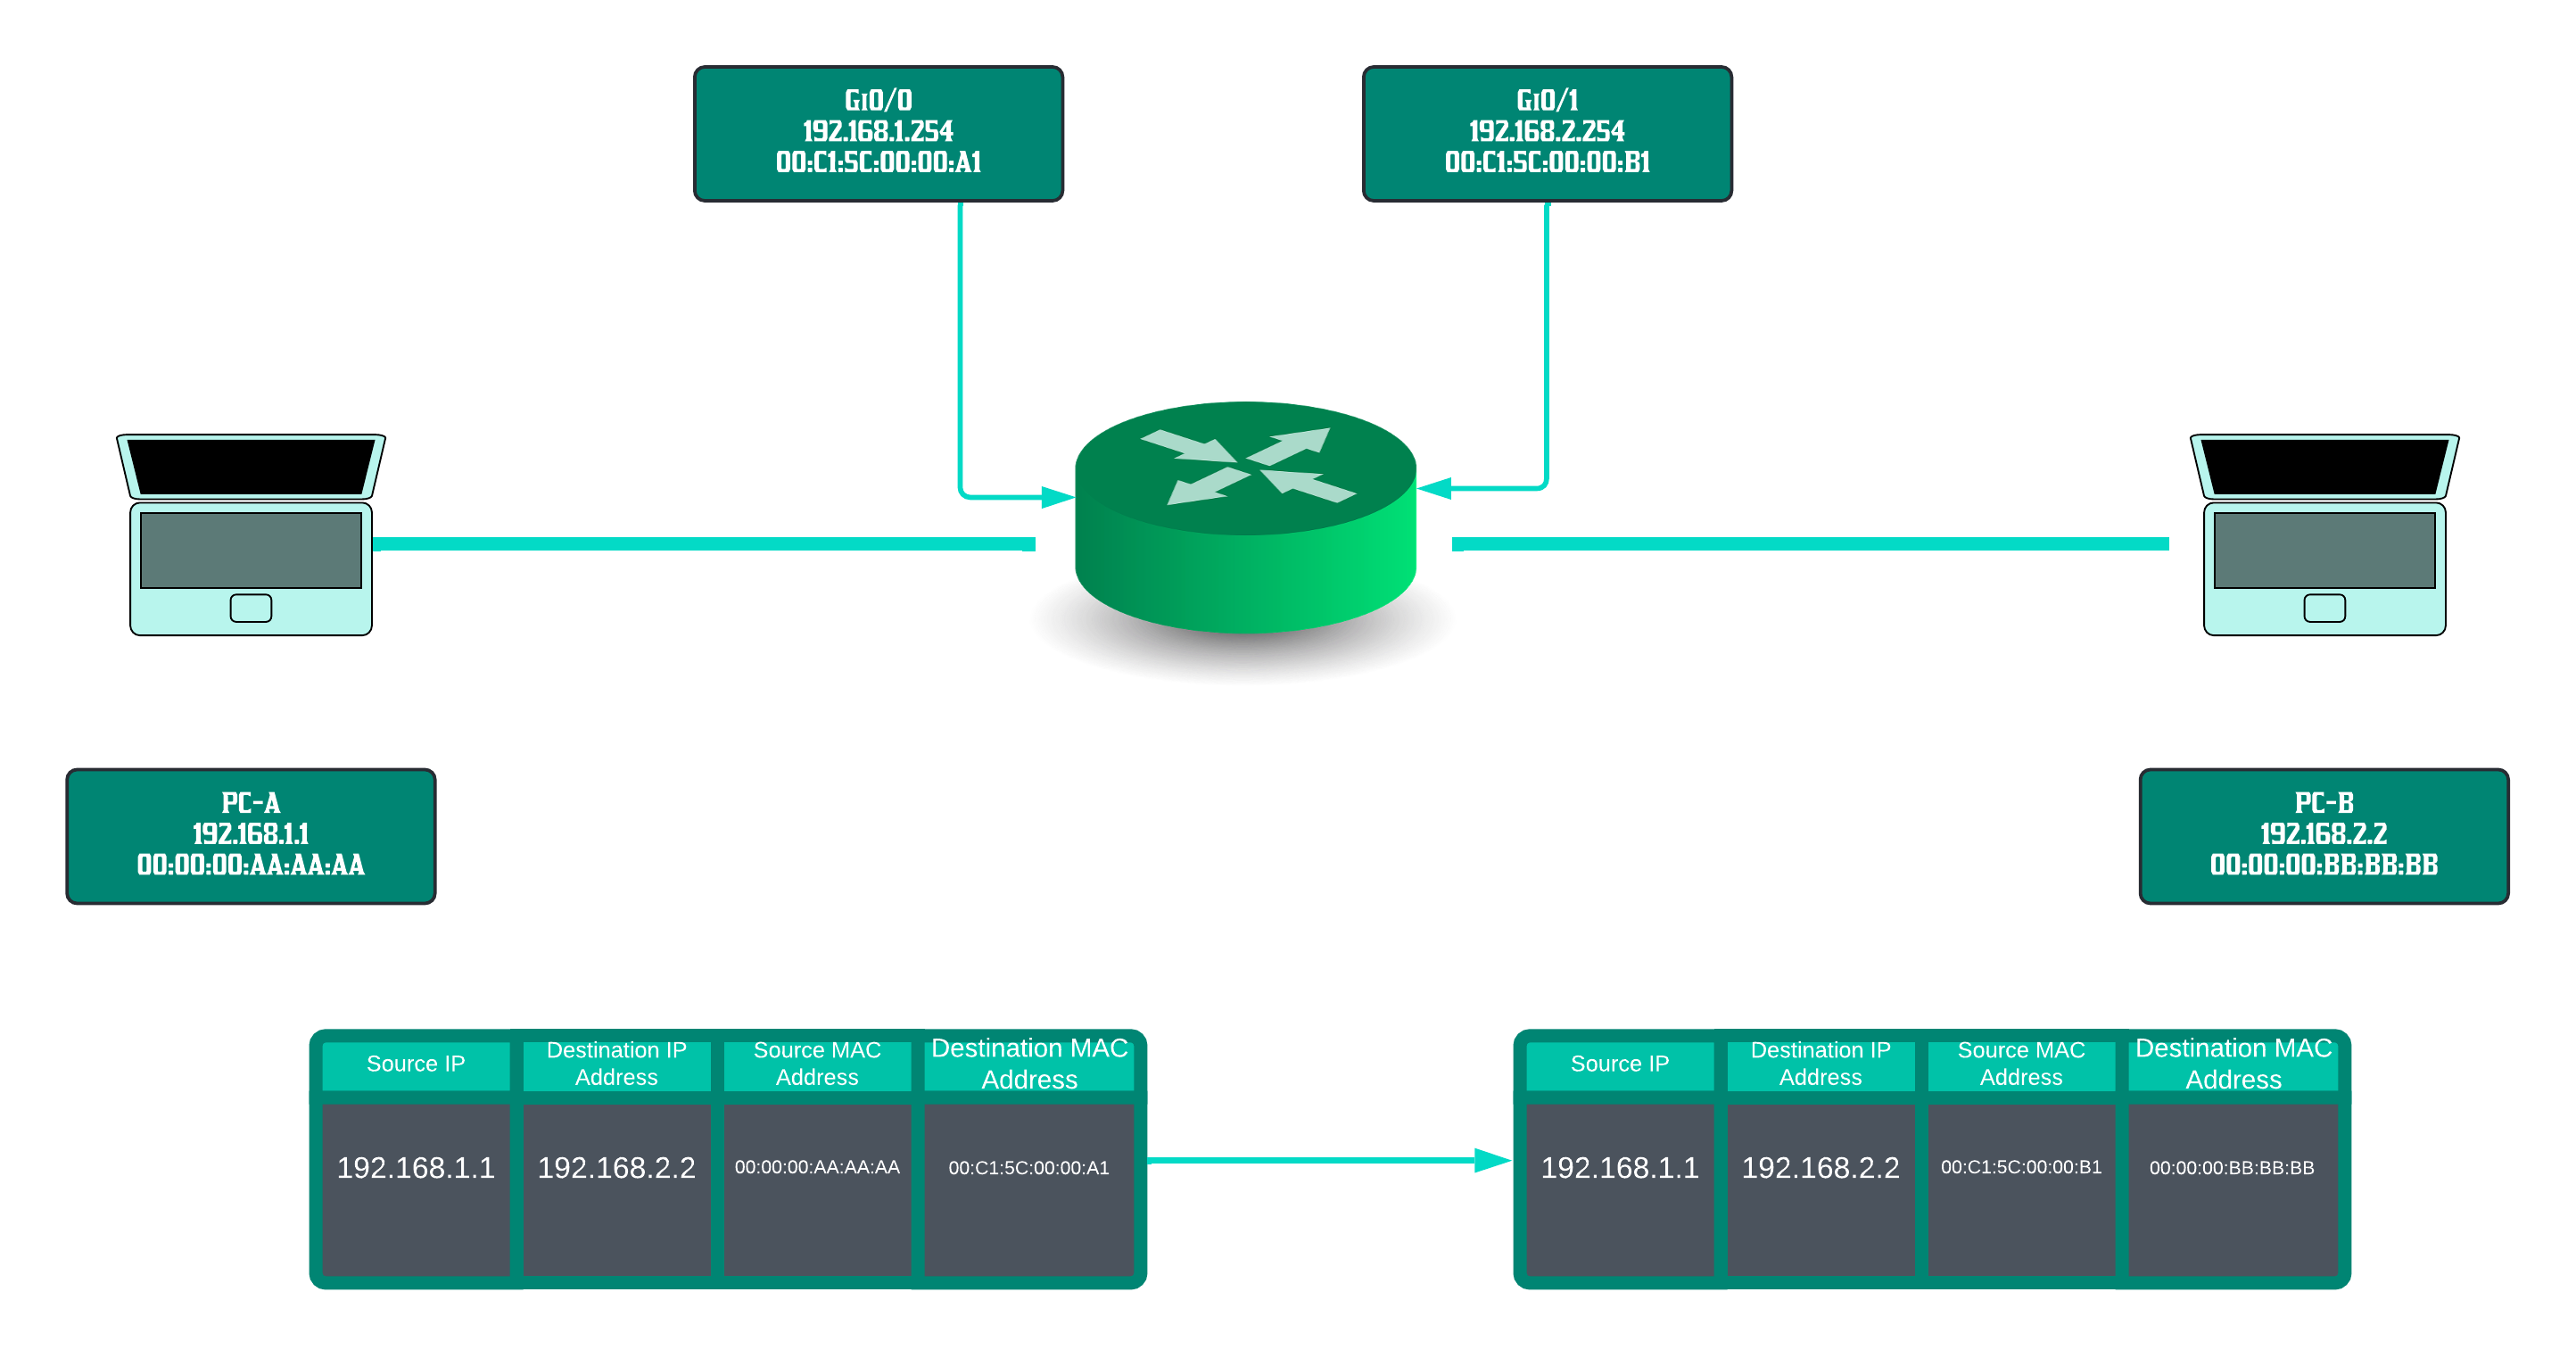 Gi0/0
192.168.1.254
00:C1:5C:00:00:A1
Gi0/1
192.168.2.254
00:C1:5C:00:00:B1
PC-A
192.168.1.1
00:00:00:AA:AA:AA
PC-B
192.168.2.2
00:00:00:BB:BB:BB
Source IP
Destination IP
Address
Source MAC
Address
Destination MAC
Address
192.168.1.1
192.168.2.2
00:00:00:AA:AA:AA
00:C1:5C:00:00:A1
Source IP
Destination IP
Address
Source MAC
Address
Destination MAC
Address
192.168.1.1
192.168.2.2
00:C1:5C:00:00:B1
00:00:00:BB:BB:BB